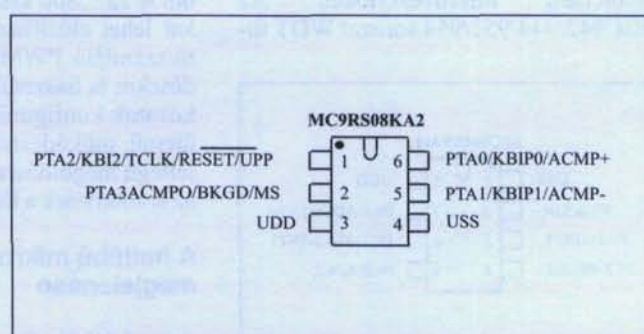 MC9RS08KA2
PTA2/KBI2/TCLK/RESET/UPP 1 6 PTA0/KBIP0/ACMP+
PTA3ACMPO/BKGD/MS 2 5 PTA1/KBIP1/ACMP-
UDD 3 4 USS